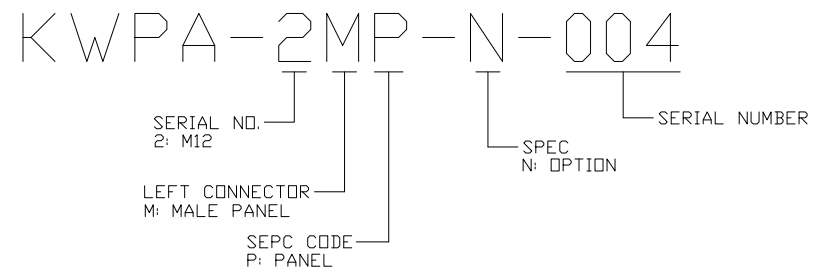 KWPA-2MP-N-004
SERIAL NO.
2: M12
SERIAL NUMBER
SPEC
N: OPTION
LEFT CONNECTOR
M: MALE PANEL
SEPC CODE
P: PANEL